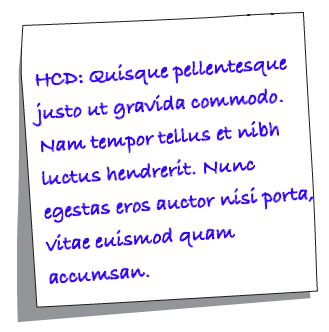 HCD: Quisque pellentesque
justo ut gravida commodo.
Nam tempor tellus et nibh
luctus hendrerit. Nunc
egestas eros auctor nisi porta,
vitae euismod quam
accumsan.